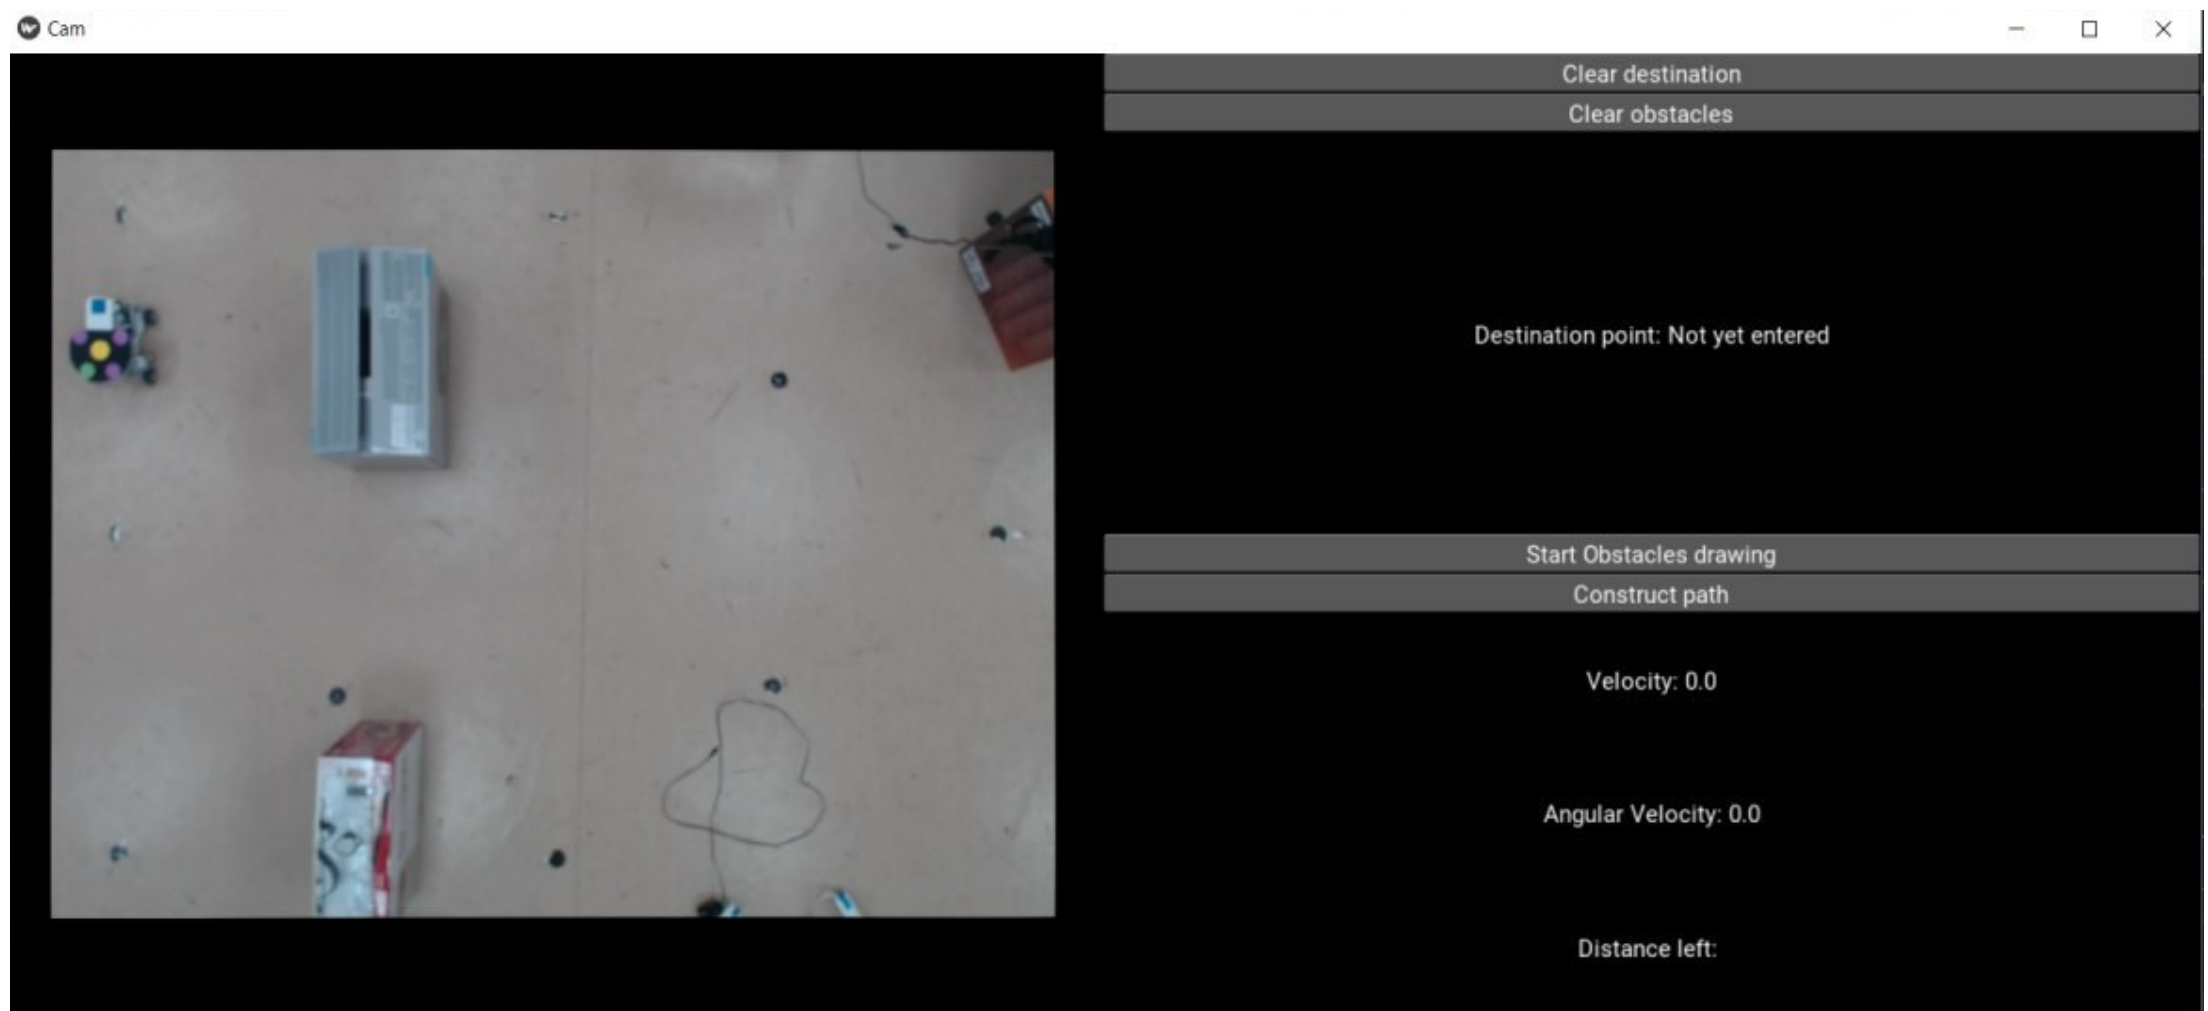 Cam
Clear destination
Clear obstacles
Destination point: Not yet entered
Start Obstacles drawing
Construct path
Velocity: 0.0
Angular Velocity: 0.0
Distance left: